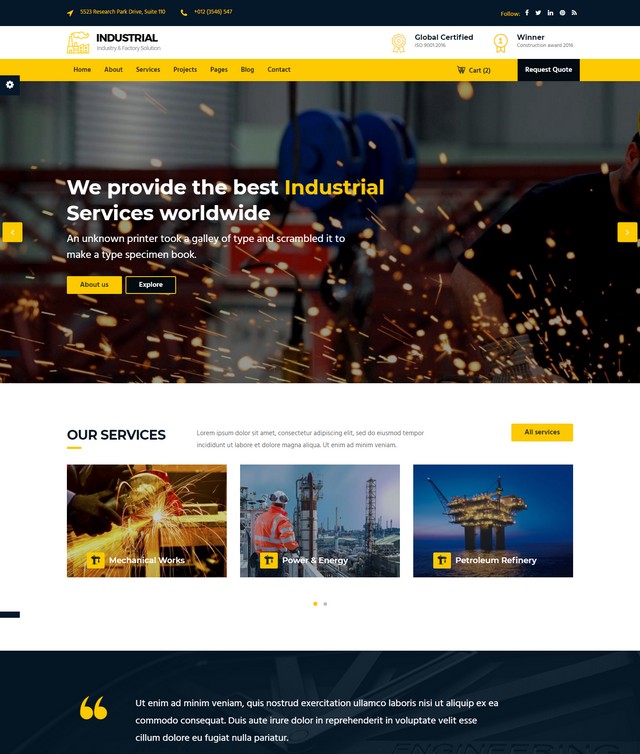 5523 Research Park Drive, Suite 110
+012 (3546) 547
Follow:
INDUSTRIAL
Industry & Factory Solution
Global Certified
ISO 9001:2016
1
Winner
Construction award 2016
Home
About
Services
Projects
Pages
Blog
Contact
Cart (2)
Request Quote
We provide the best Industrial
Services worldwide
An unknown printer took a galley of type and scrambled it to
make a type specimen book.
About us
Explore
OUR SERVICES
Lorem ipsum dolor sit amet, consectetur adipiscing elit, sed do eiusmod tempor
incididunt ut labore et dolore magna aliqua. Ut enim ad minim veniam.
All services
Mechanical Works
Power & Energy
Petroleum Refinery
Ut enim ad minim veniam, quis nostrud exercitation ullamco laboris nisi ut aliquip ex ea
commodo consequat. Duis aute irure dolor in reprehenderit in voluptate velit esse
cillum dolore eu fugiat nulla pariatur.